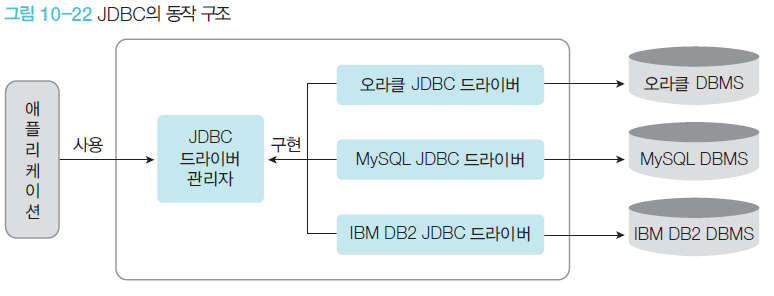 그림 10-22 JDBC의 동작 구조
애플리케이션
사용
JDBC
드라이버
관리자
구현
오라클 JDBC 드라이버
MySQL JDBC 드라이버
IBM DB2 JDBC 드라이버
오라클 DBMS
MySQL DBMS
IBM DB2 DBMS